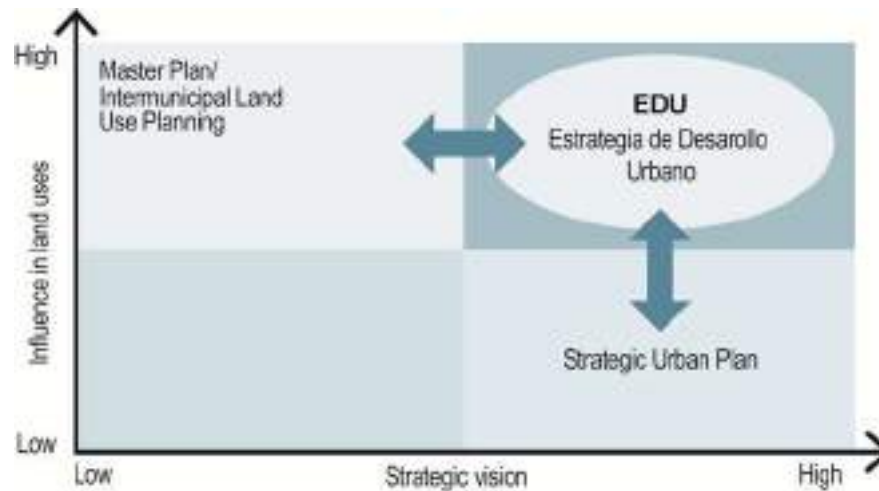 High
Master Plan/
Intermunicipal Land
Use Planning
EDU
Estrategia de Desarollo
Urbano
Influence in land uses
Strategic Urban Plan
Low
Low
Strategic vision
High